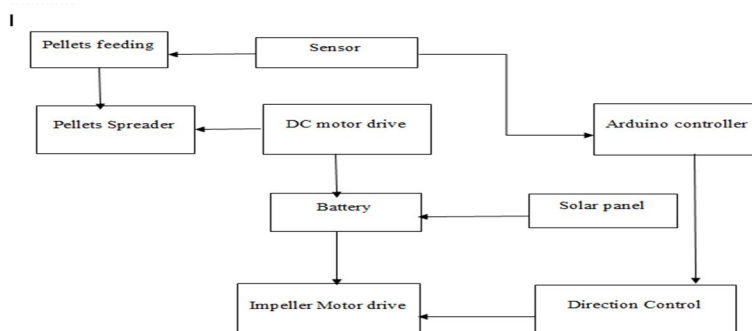 I
Pellets feeding
Sensor
Pellets Spreader
DC motor drive
Arduino controller
Battery
Solar panel
Impeller Motor drive
Direction Control